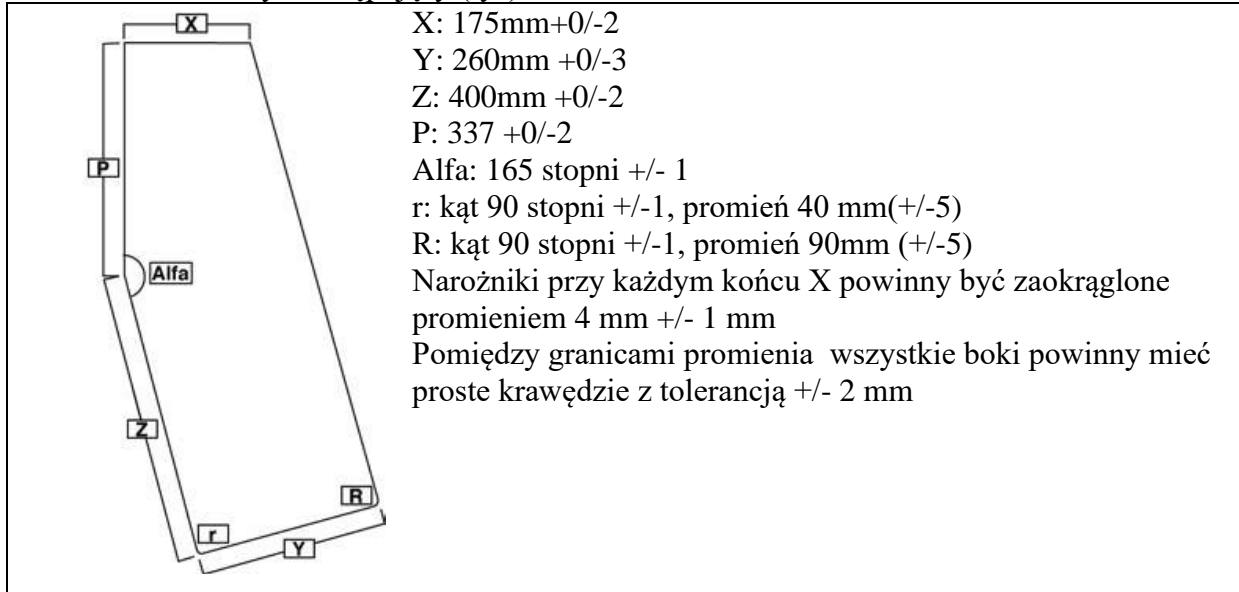 X
P
Alfa
Z
R
r
Y
X: 175mm+0/-2
Y: 260mm +0/-3
Z: 400mm +0/-2
P: 337 +0/-2
Alfa: 165 stopni +/- 1
r: kąt 90 stopni +/-1, promień 40 mm(+/-5)
R: kąt 90 stopni +/-1, promień 90mm (+/-5)
Narożniki przy każdym końcu X powinny być zaokrąglone
promieniem 4 mm +/- 1 mm
Pomiędzy granicami promienia  wszystkie boki powinny mieć
proste krawędzie z tolerancją +/- 2 mm